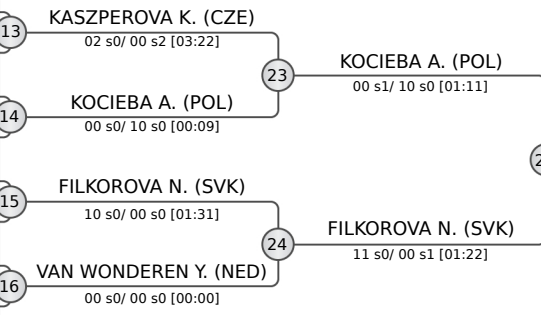 13
KASZPEROVA K. (CZE)
02 s0/ 00 s2 [03:22]
23
KOCIEBA A. (POL)
00 s1/ 10 s0 [01:11]
14
KOCIEBA A. (POL)
00 s0/ 10 s0 [00:09]
15
FILKOROVA N. (SVK)
10 s0/ 00 s0 [01:31]
24
FILKOROVA N. (SVK)
11 s0/ 00 s1 [01:22]
16
VAN WONDEREN Y. (NED)
00 s0/ 00 s0 [00:00]